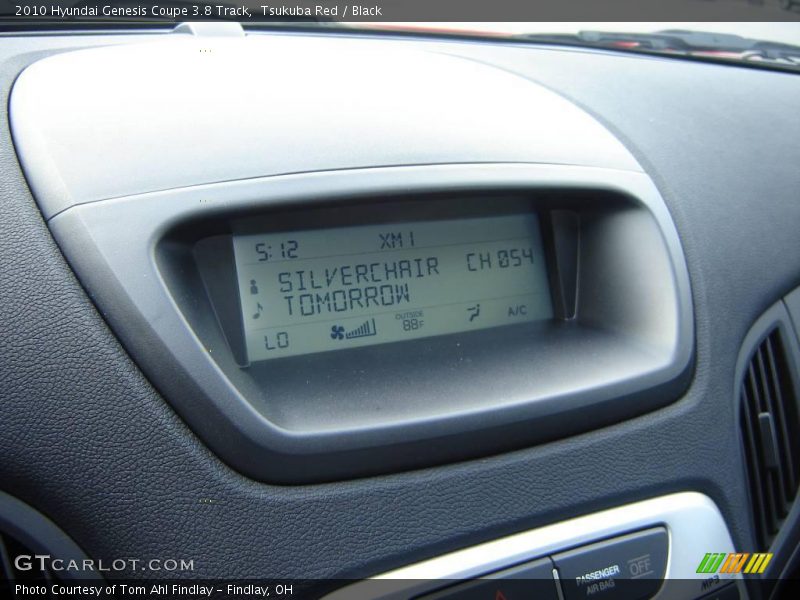 2010 Hyundai Genesis Coupe 3.8 Track, Tsukuba Red / Black
5:12 XM1
SILVERCHAIR CH 054
TOMORROW
LO OUTSIDE 88F A/C
PASSENGER AIR BAG OFF
MP3
GTCARLOT.COM
Photo Courtesy of Tom Ahl Findlay - Findlay, OH